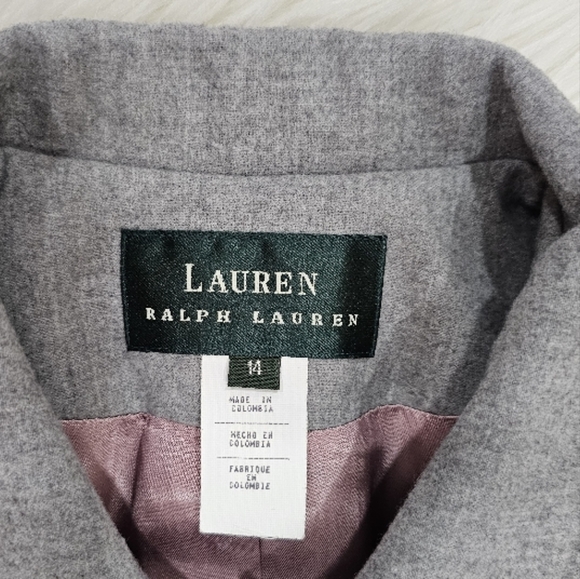 LAUREN
RALPH LAUREN
14
MADE IN
COLOMBIA
HECHO EN
COLOMBIA
FABRIQUE
EN
COLOMBIE